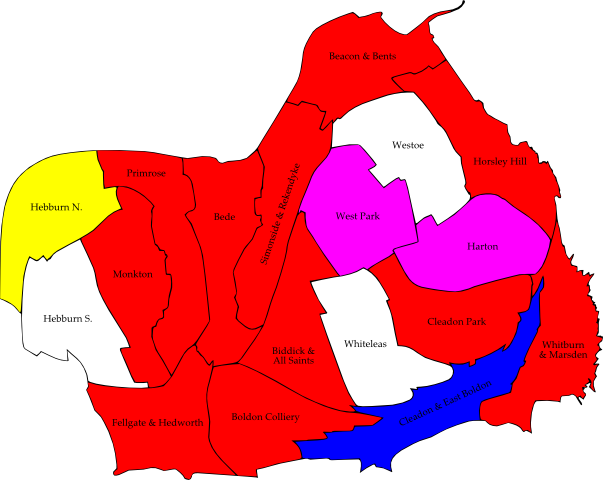 Beacon & Bents
Westoe
Horsley Hill
Primrose
Simonside & Rekendyke
Hebburn N.
Bede
West Park
Harton
Monkton
Hebburn S.
Cleadon Park
Whiteleas
Whitburn
& Marsden
Biddick &
All Saints
Cleadon & East Boldon
Fellgate & Hedworth
Boldon Colliery